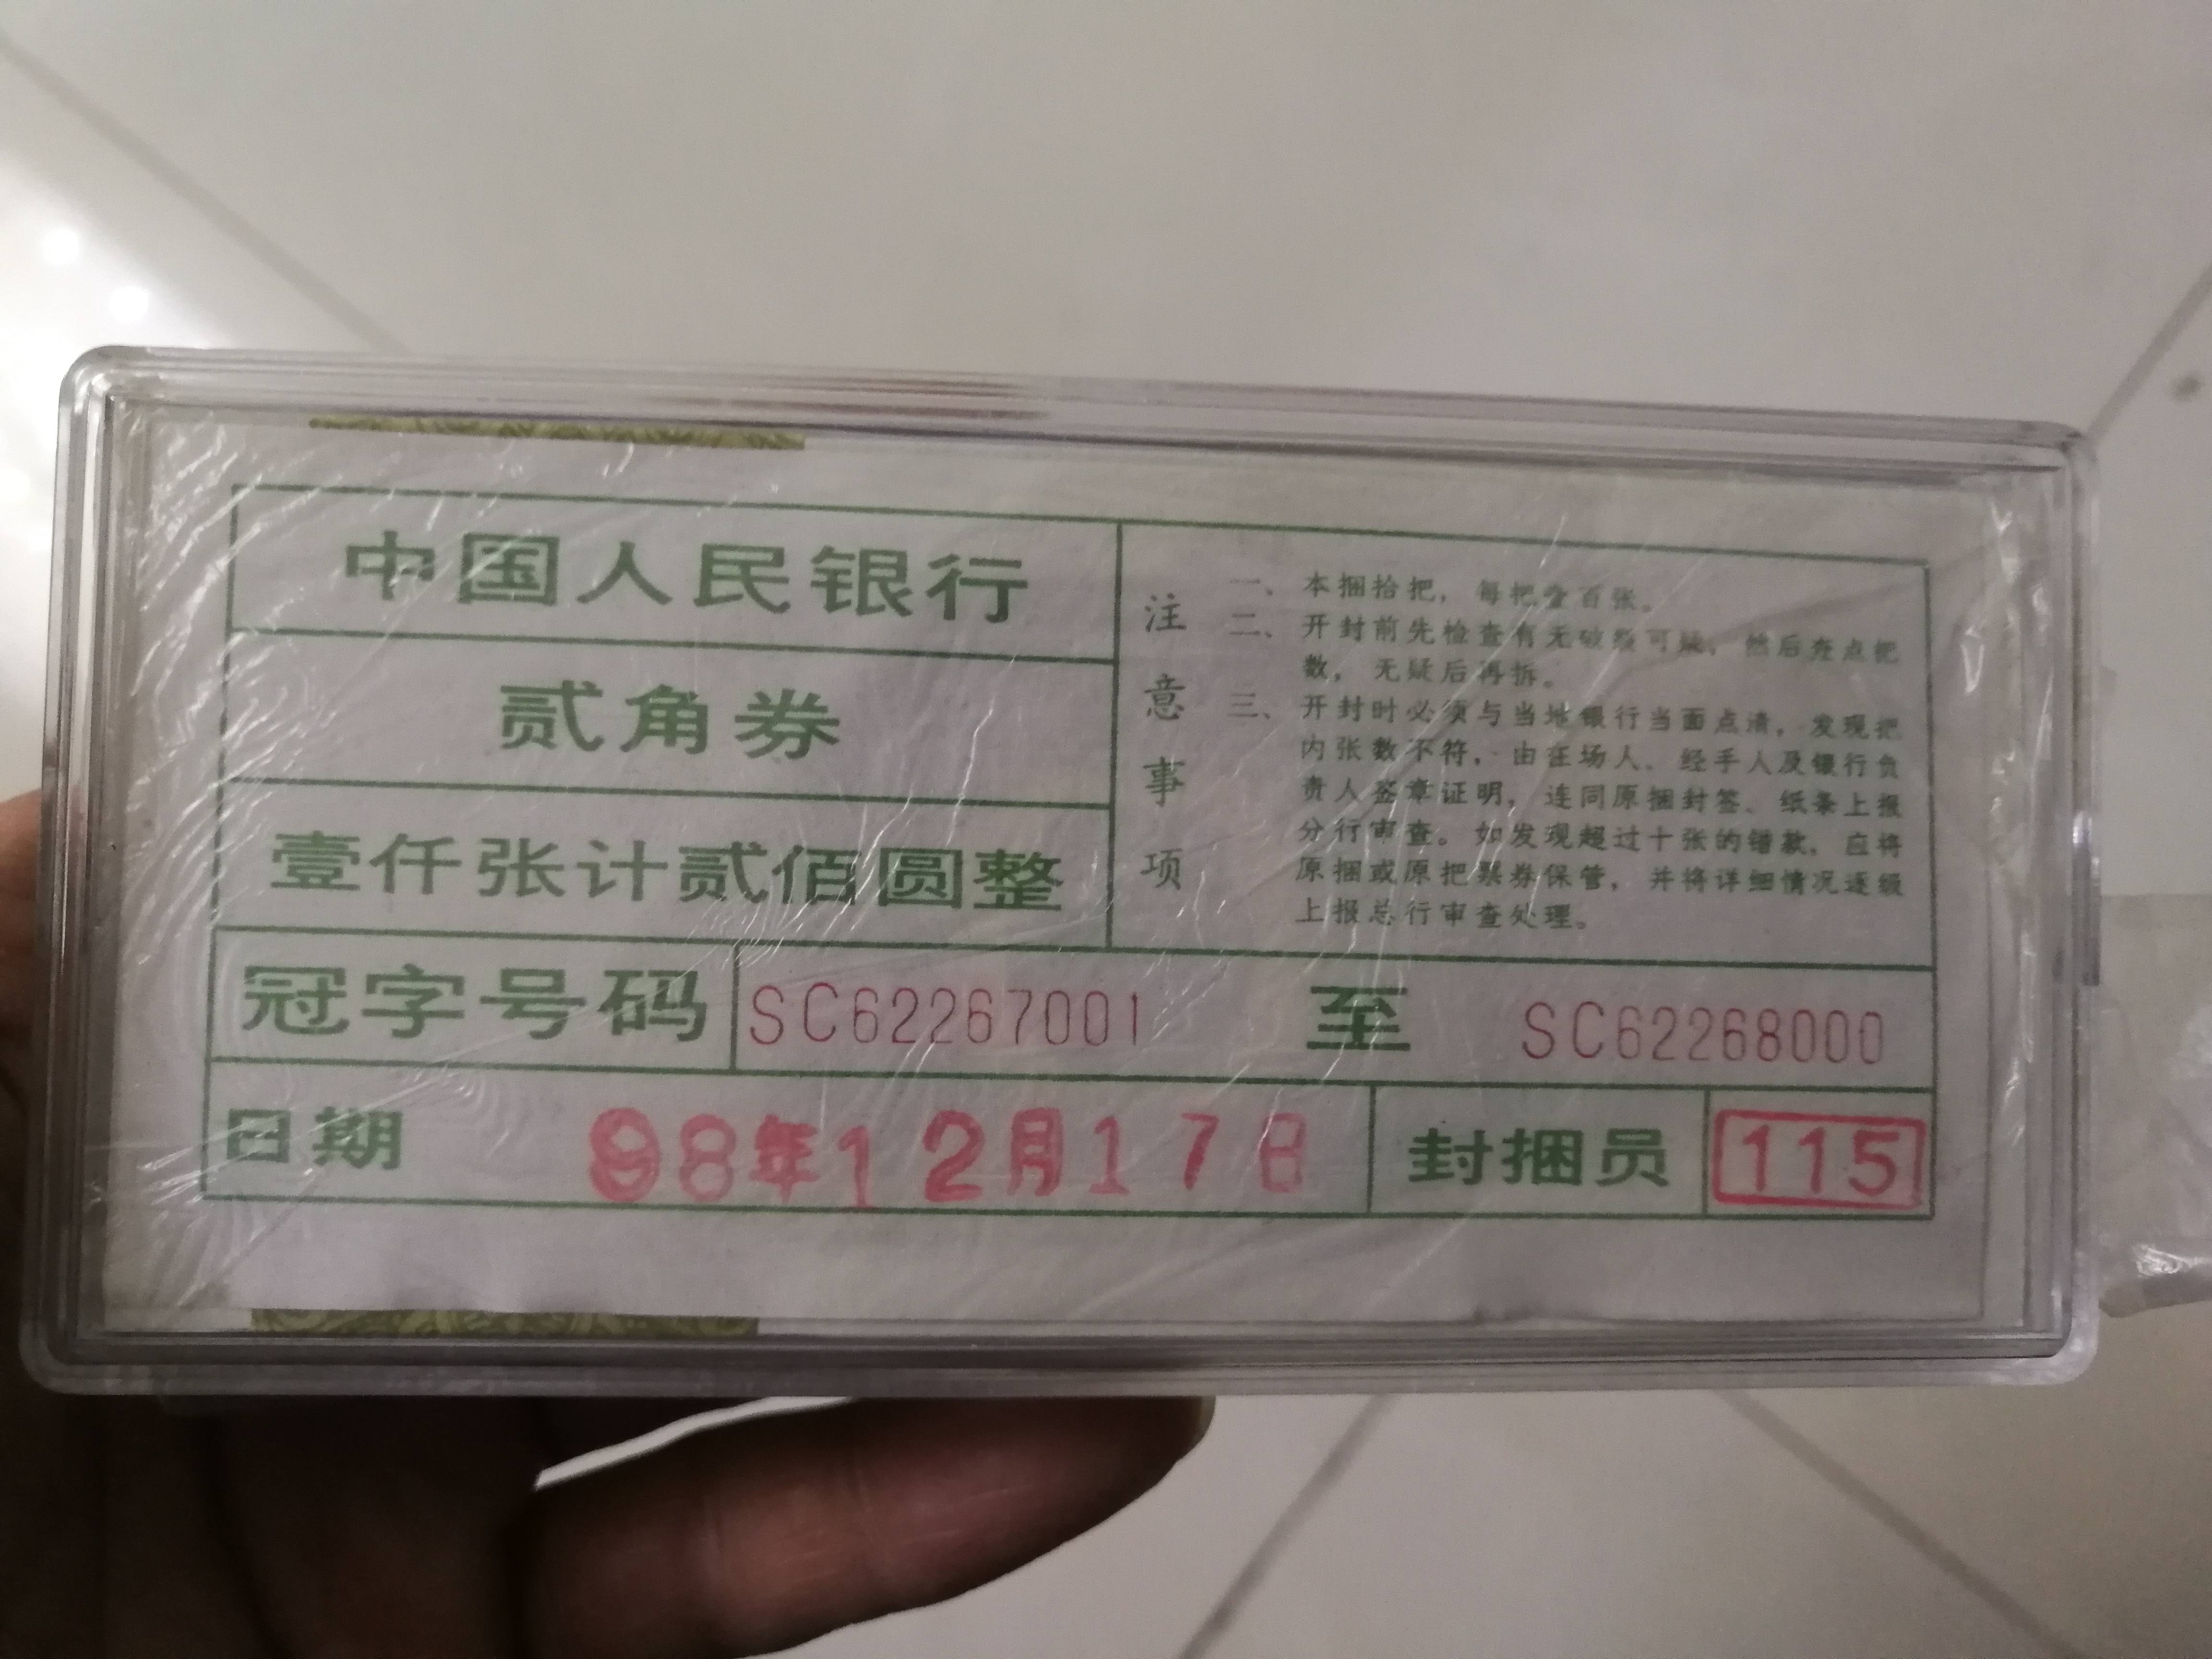 中国人民银行
贰角券
壹仟张计贰佰圆整
注意事项
一、本捆拾把，每把壹百张。
二、开封前先检查有无破裂可疑，然后查点把
数，无疑后再拆。
三、开封时必须与当地银行当面点清，发现把
内张数不符，由在场人、经手人及银行负
责人签章证明，连同原捆封签、纸条上报
分行审查。如发现超过十张的错款，应将
原捆或原把票券保管，并将详细情况逐级
上报总行审查处理。
冠字号码 SC62267001 至 SC62268000
日期 98年12月17日 封捆员 115